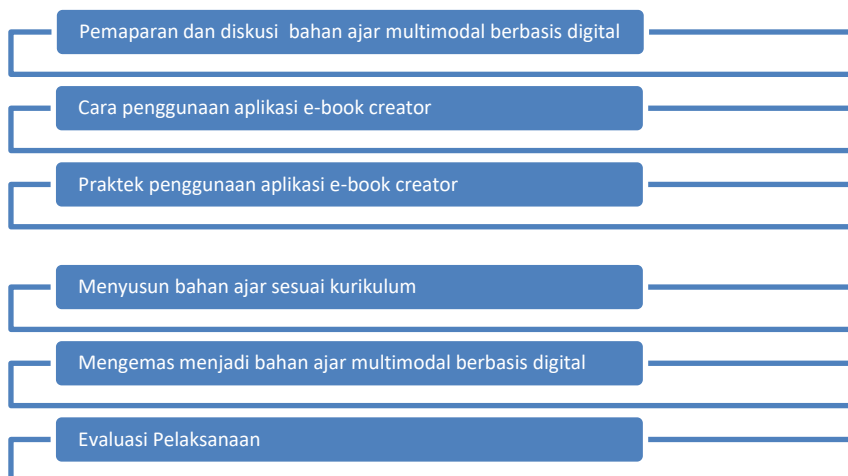 Pemaparan dan diskusi  bahan ajar multimodal berbasis digital
Cara penggunaan aplikasi e-book creator
Praktek penggunaan aplikasi e-book creator
Menyusun bahan ajar sesuai kurikulum
Mengemas menjadi bahan ajar multimodal berbasis digital
Evaluasi Pelaksanaan